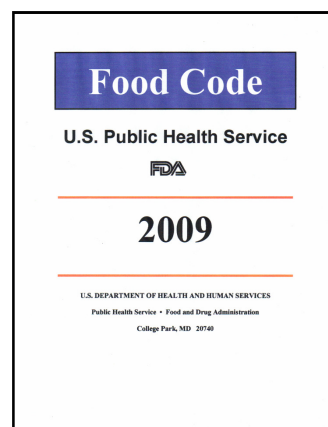 Food Code
U.S. Public Health Service
FDA
2009
U.S. DEPARTMENT OF HEALTH AND HUMAN SERVICES
Public Health Service • Food and Drug Administration
College Park, MD 20740